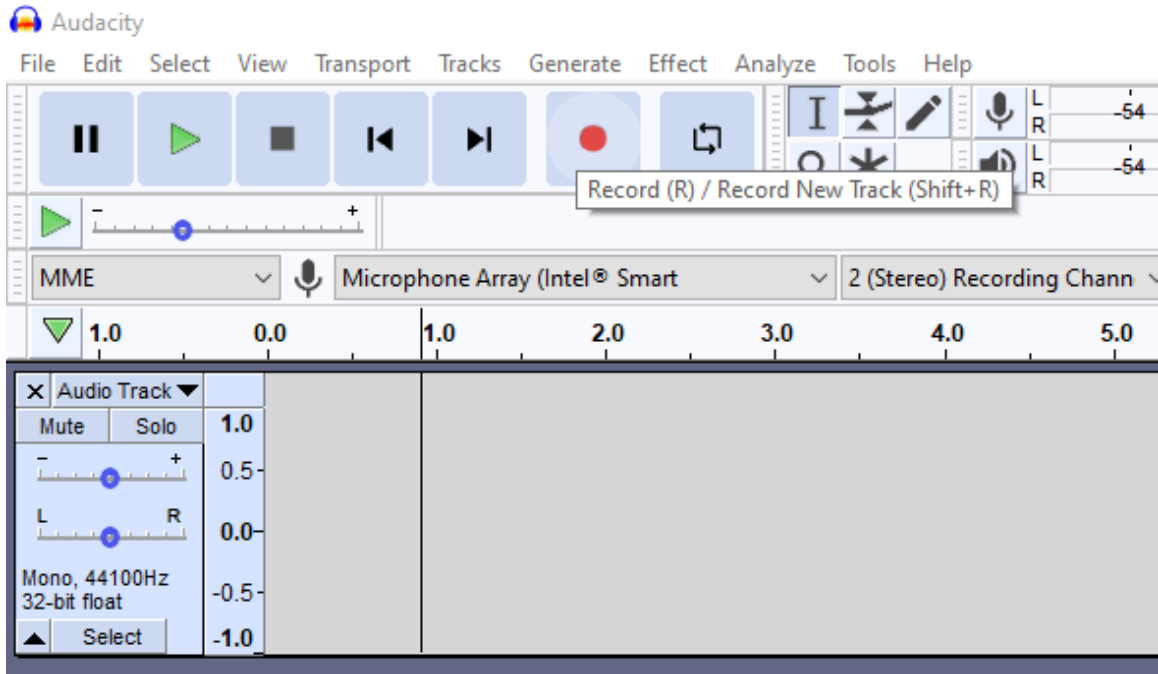 Audacity
File Edit Select View Transport Tracks Generate Effect Analyze Tools Help
L -54
R
L -54
R
Record (R) / Record New Track (Shift+R)
- +
MME Microphone Array (Intel® Smart 2 (Stereo) Recording Chann
1.0 0.0 1.0 2.0 3.0 4.0 5.0
X Audio Track
Mute Solo 1.0
- + 0.5
L R 0.0
Mono, 44100Hz
32-bit float -0.5
Select -1.0